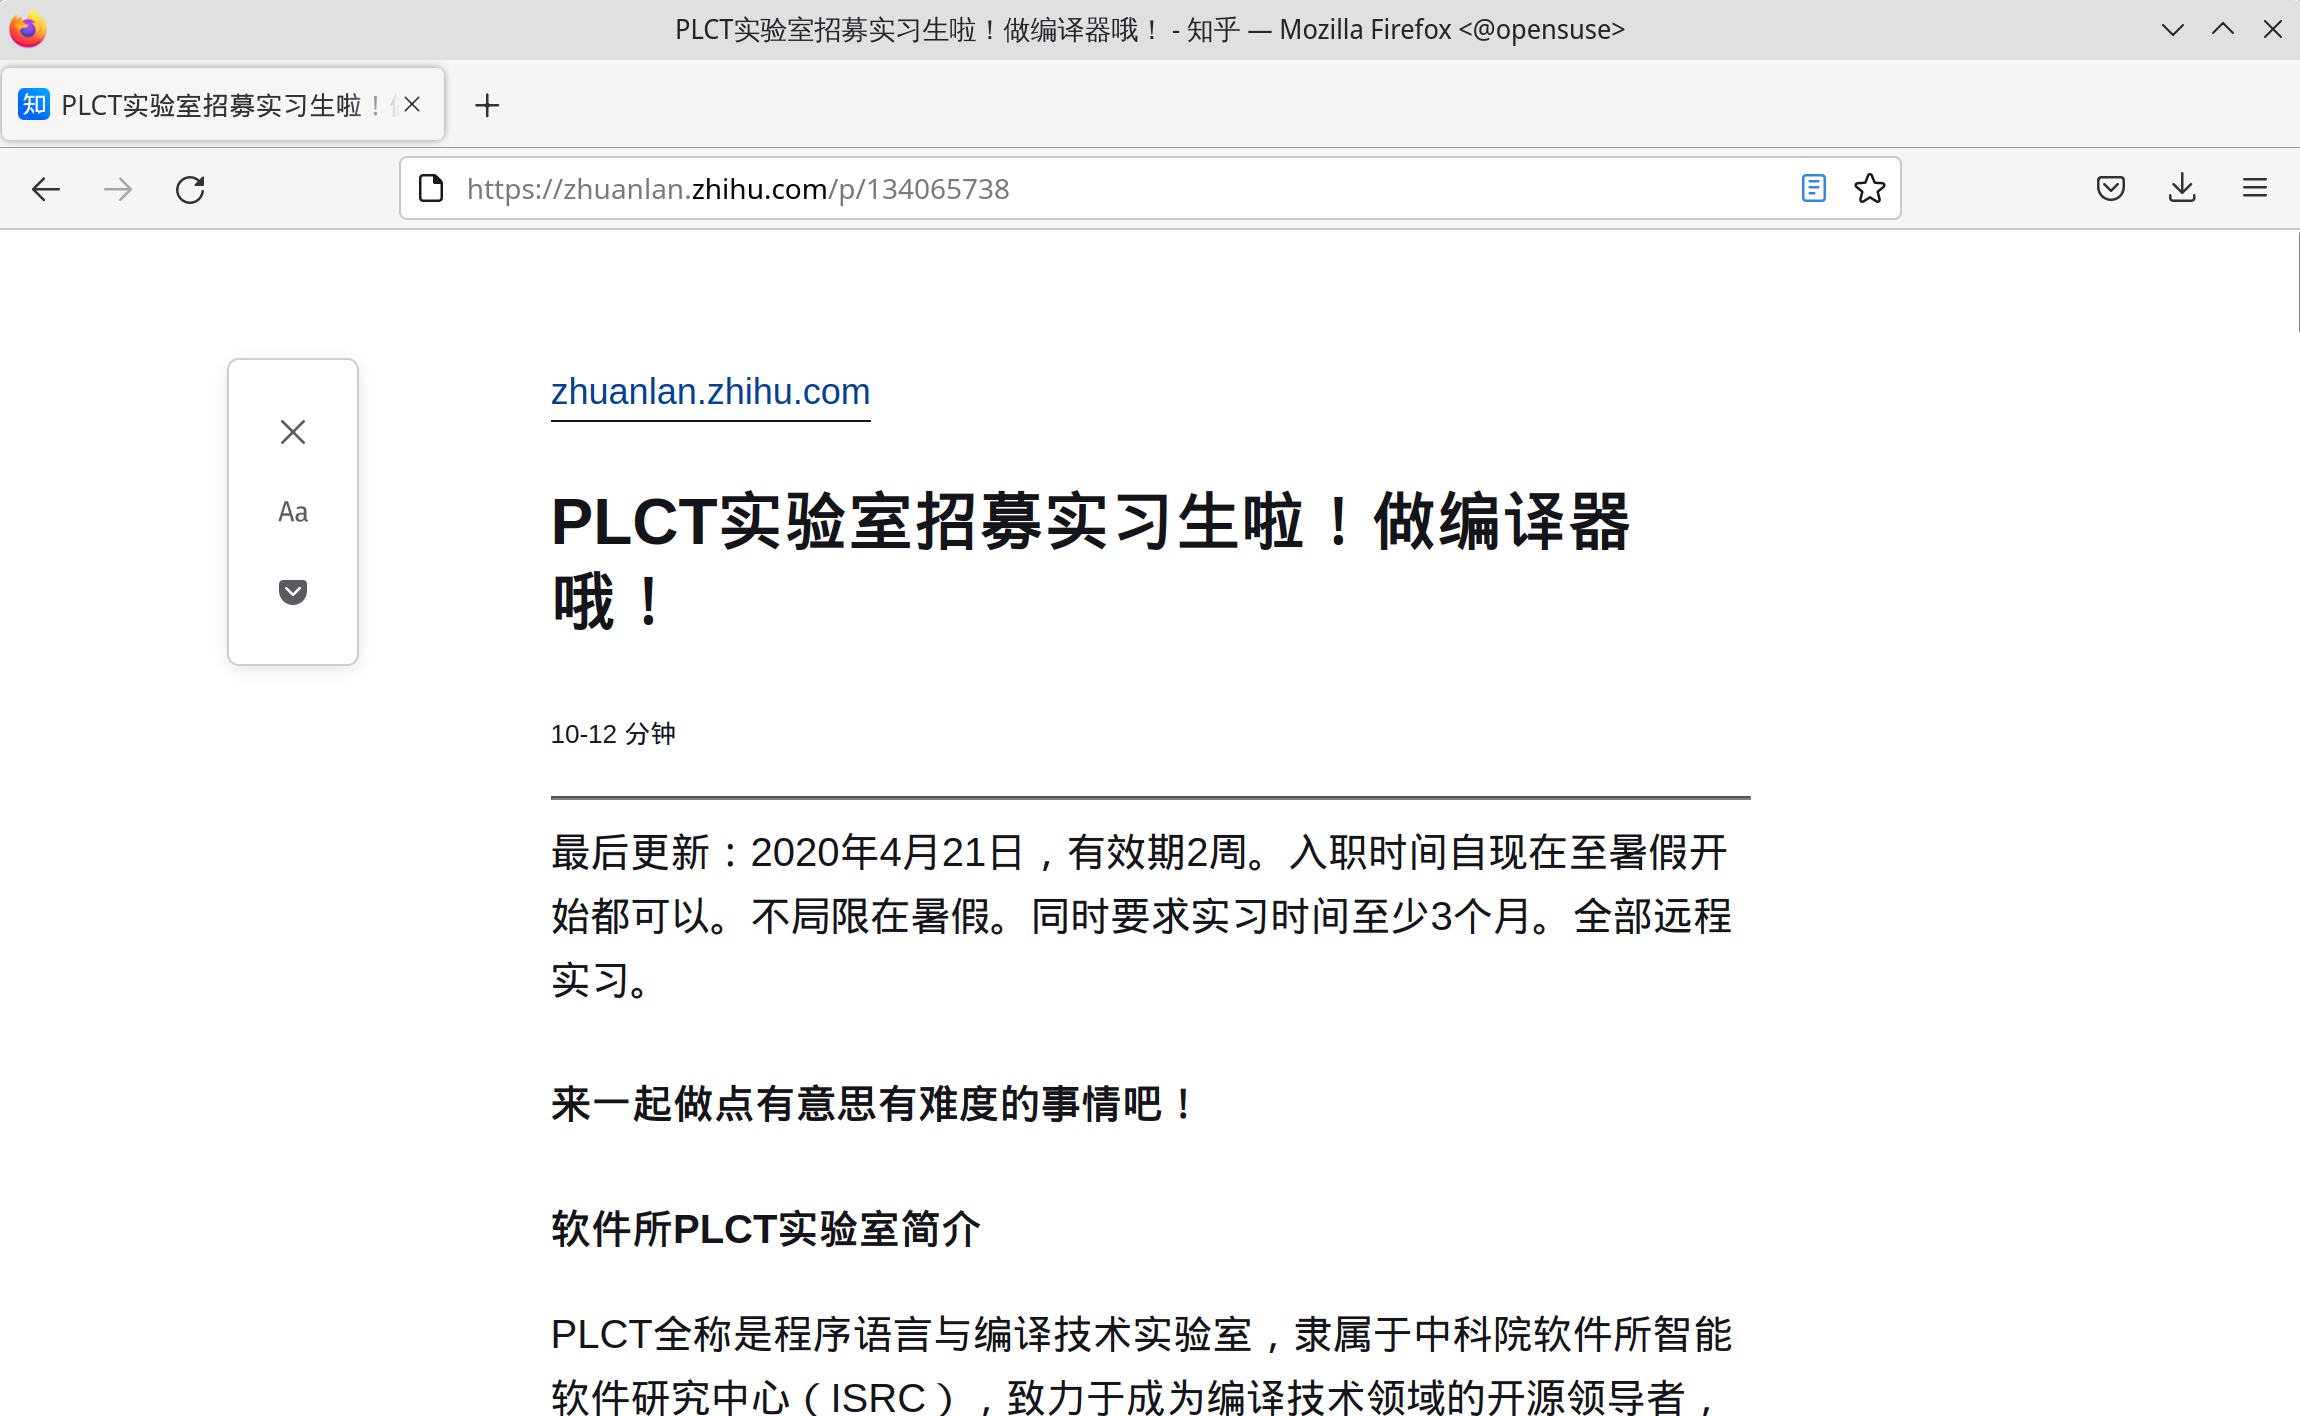 PLCT实验室招募实习生啦！做编译器哦！ - 知乎 — Mozilla Firefox <@opensuse>
知 PLCT实验室招募实习生啦！
https://zhuanlan.zhihu.com/p/134065738
zhuanlan.zhihu.com
Aa
PLCT实验室招募实习生啦！做编译器
哦！
10-12 分钟
最后更新：2020年4月21日，有效期2周。入职时间自现在至暑假开
始都可以。不局限在暑假。同时要求实习时间至少3个月。全部远程
实习。
来一起做点有意思有难度的事情吧！
软件所PLCT实验室简介
PLCT全称是程序语言与编译技术实验室，隶属于中科院软件所智能
软件研究中心（ISRC），致力于成为编译技术领域的开源领导者，